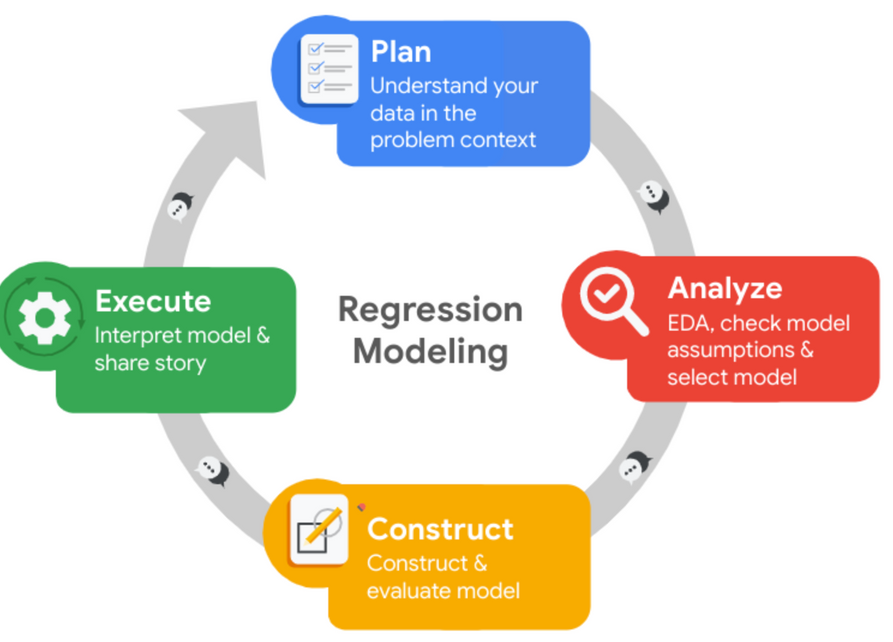 Plan
Understand your
data in the
problem context
Analyze
EDA, check model
assumptions &
select model
Regression
Modeling
Execute
Interpret model &
share story
Construct
Construct &
evaluate model